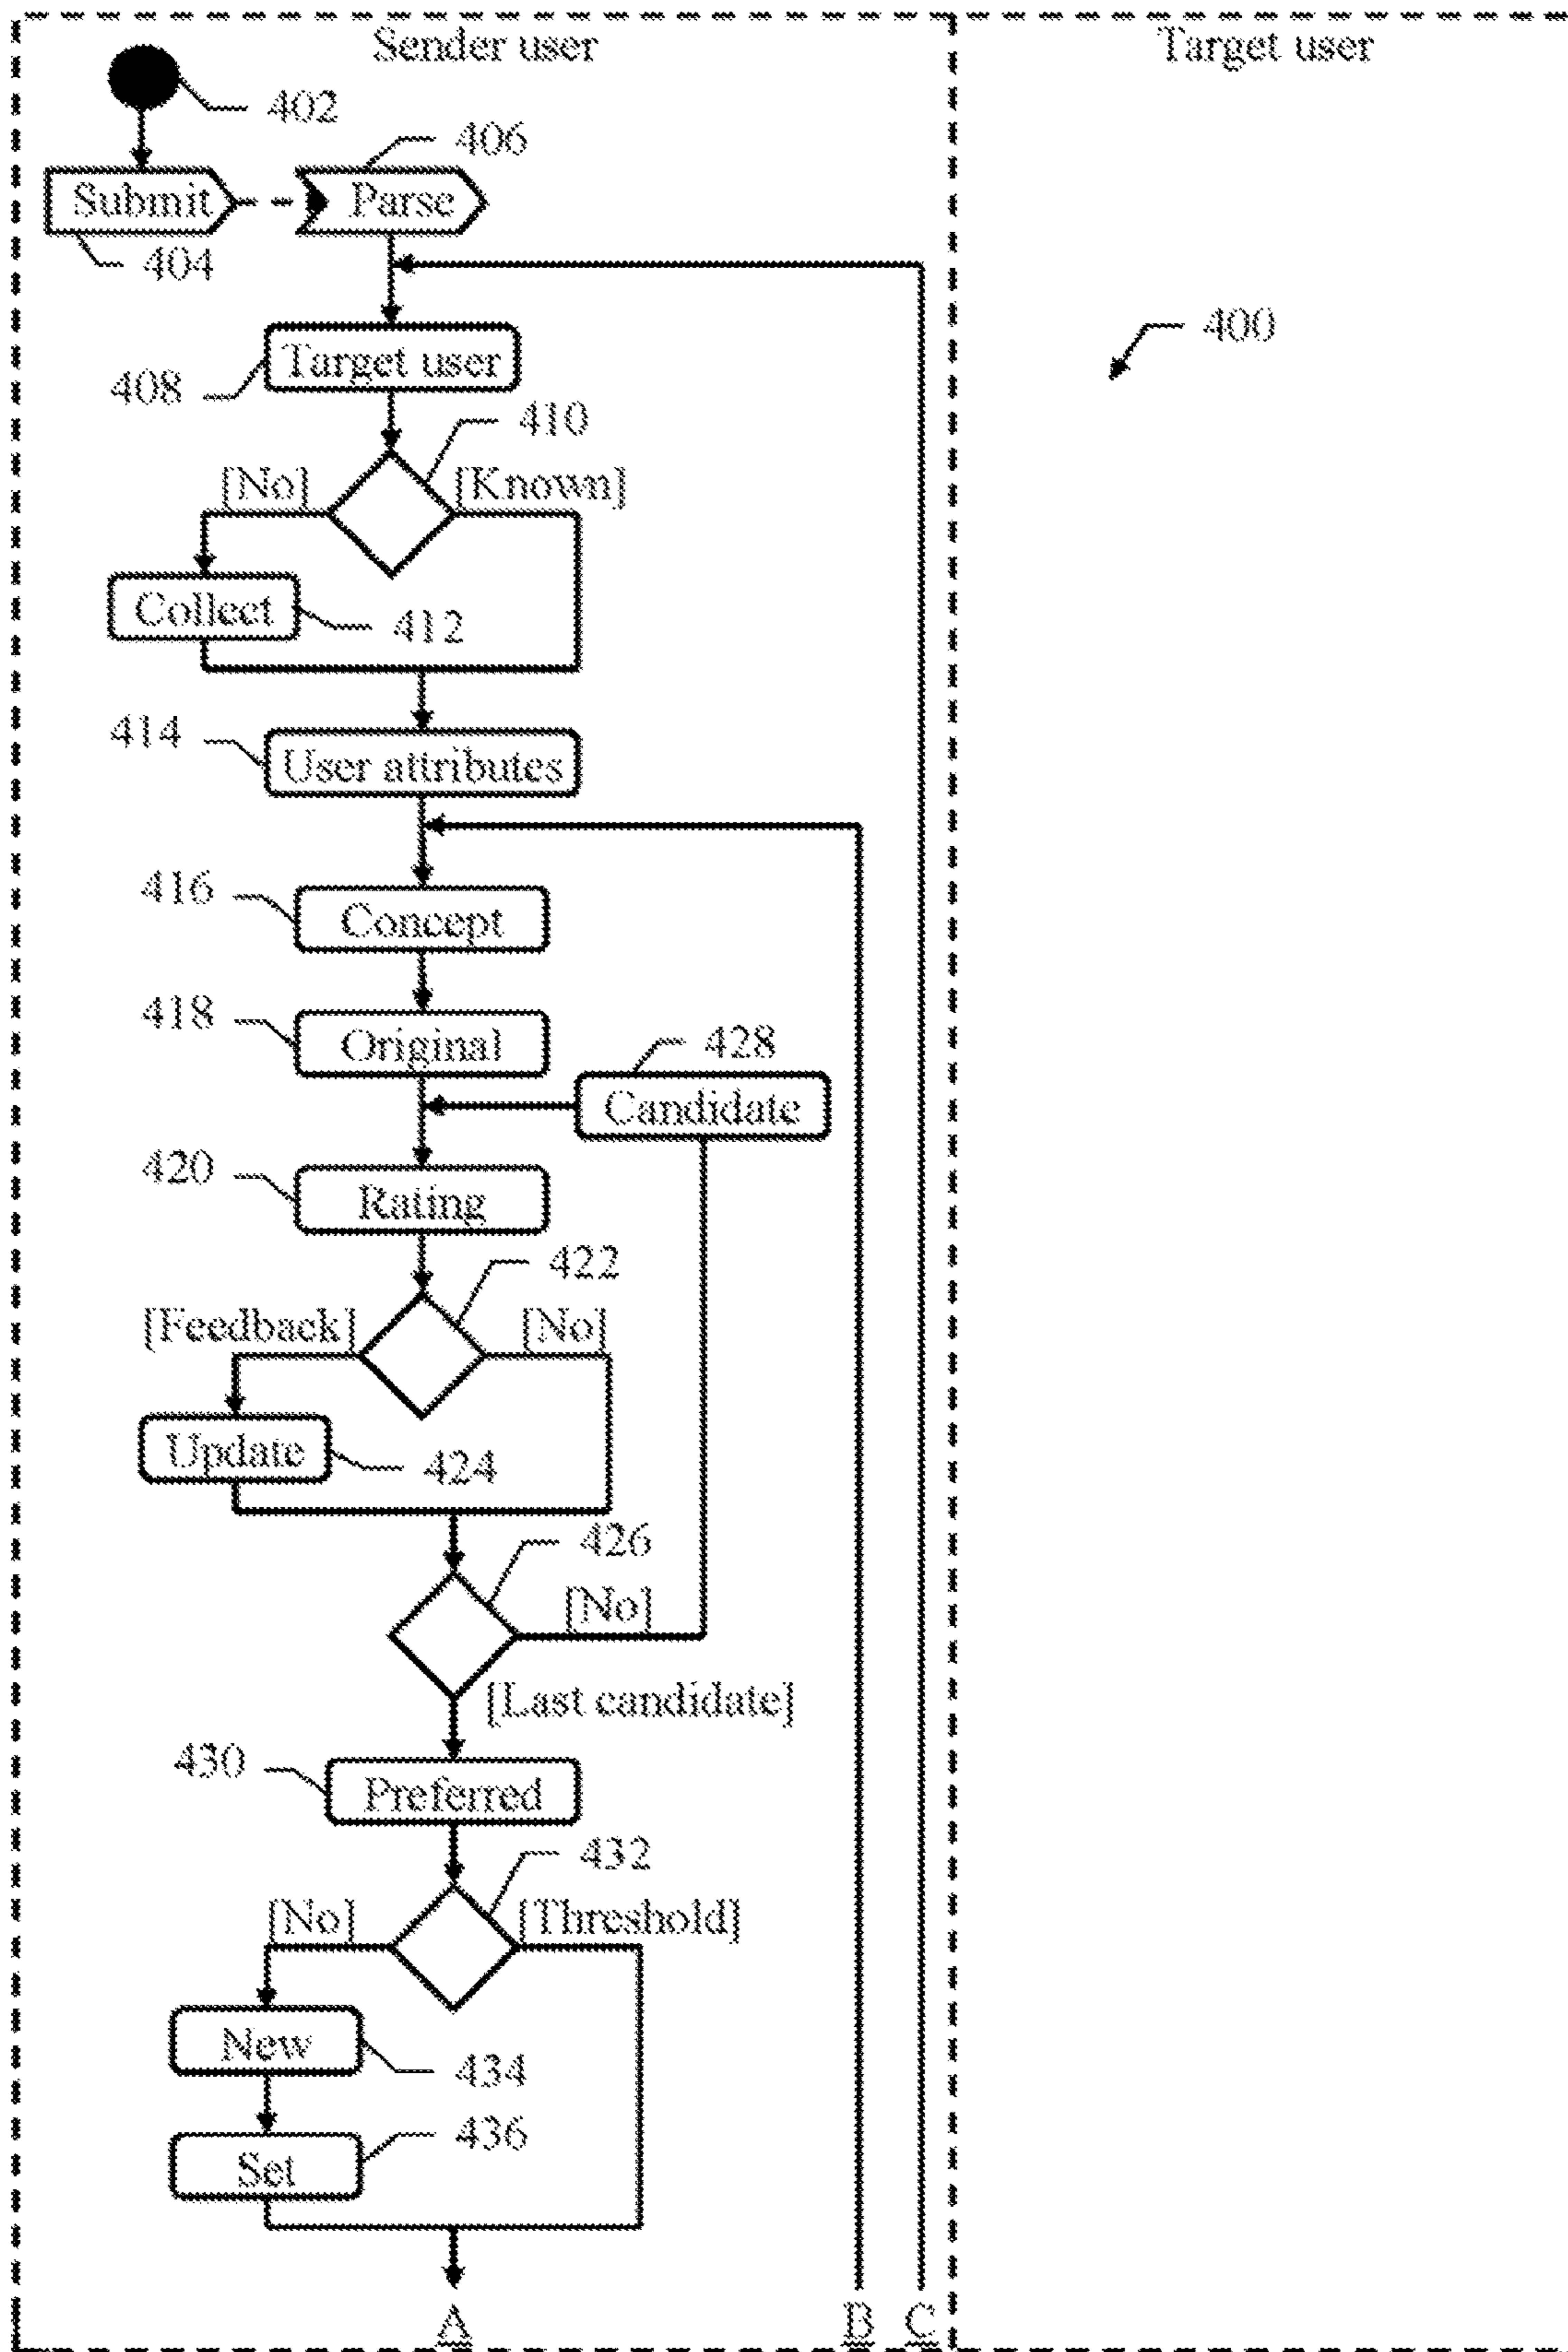 Sender user
Target user
402
406
Submit
Parse
404
400
Target user
408
410
[No]
[Known]
Collect
412
414
User attributes
416
Concept
418
Original
428
Candidate
420
Rating
422
[Feedback]
[No]
Update
424
426
[No]
[Last candidate]
430
Preferred
432
[No]
[Threshold]
New
434
436
Set
A
B
C